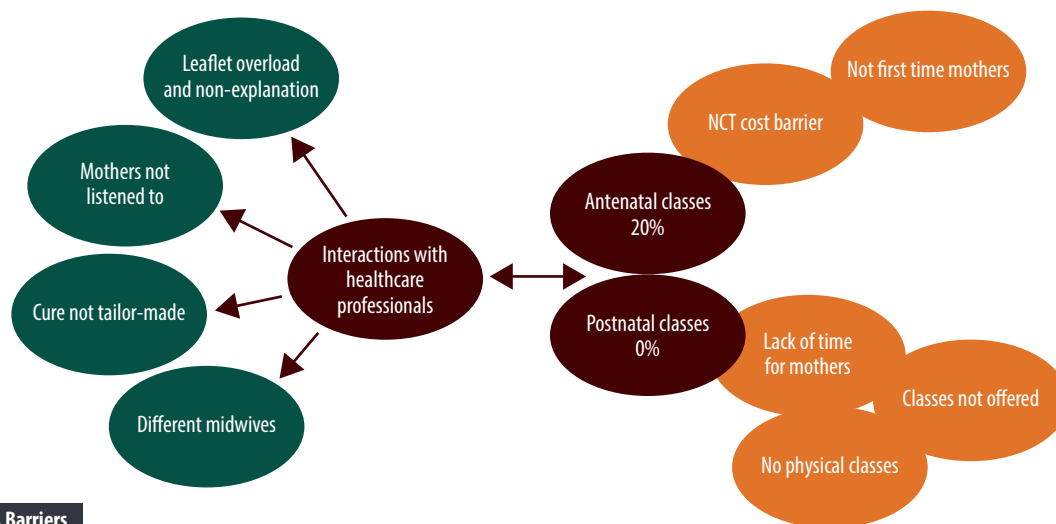 Leaflet overload
and non-explanation
Mothers not
listened to
Cure not tailor-made
Different midwives
Interactions with
healthcare
professionals
Antenatal classes
20%
Postnatal classes
0%
NCT cost barrier
Not first time mothers
Lack of time
for mothers
Classes not offered
No physical classes
Barriers